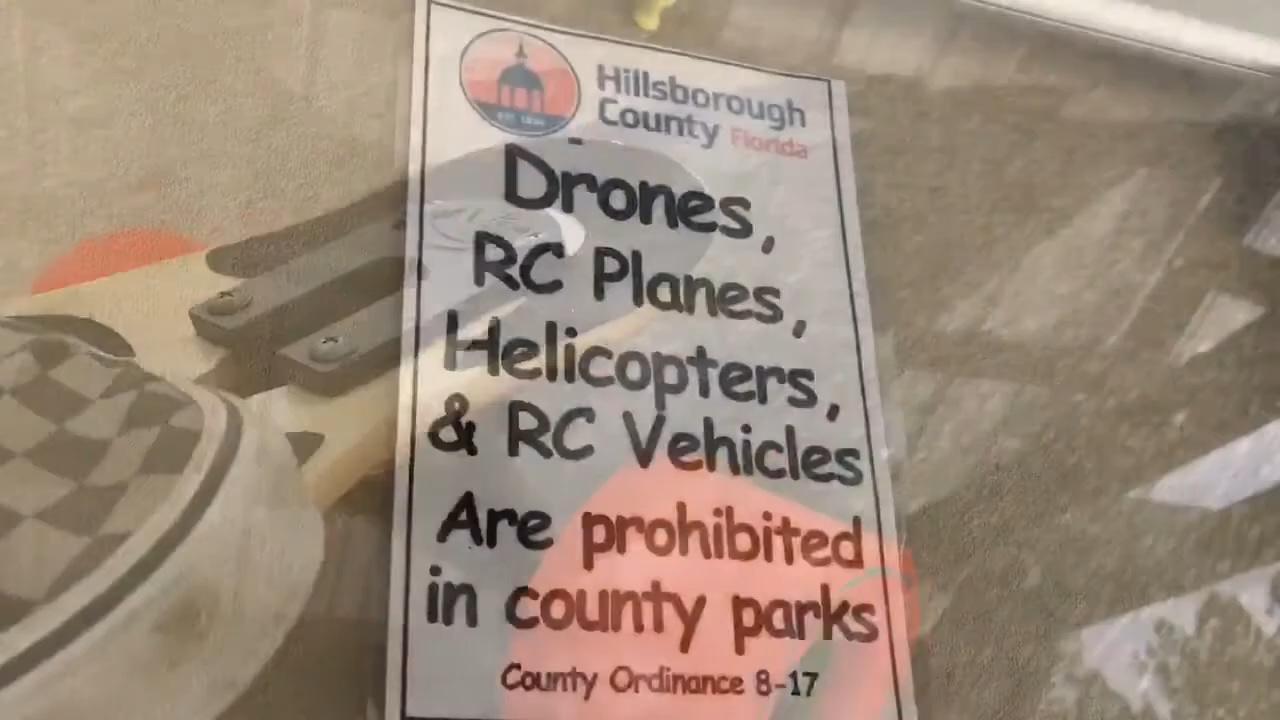 Hillsborough
County Florida
Drones,
RC Planes,
Helicopters,
& RC Vehicles
Are prohibited
in county parks
County Ordinance 8-17